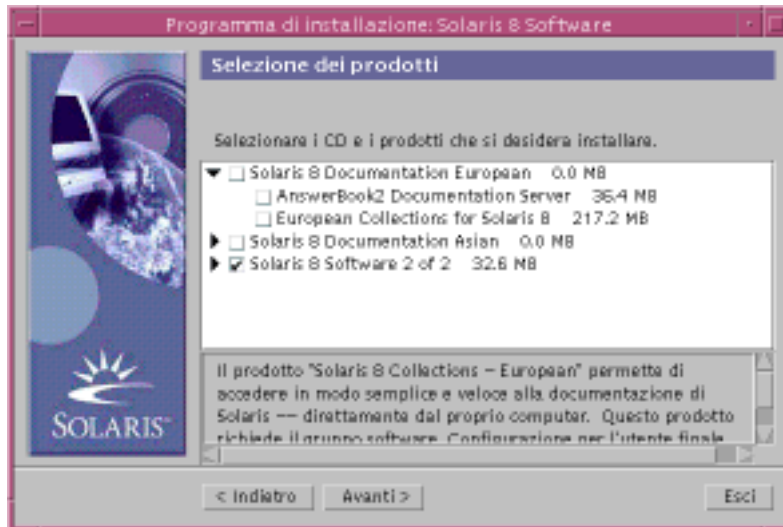 Programma di installazione: Solaris 8 Software
Selezione dei prodotti
Selezionare i CD e i prodotti che si desidera installare.
Solaris 8 Documentation European 0.0 MB
AnswerBook2 Documentation Server 36.4 MB
European Collections for Solaris 8 217.2 MB
Solaris 8 Documentation Asian 0.0 MB
Solaris 8 Software 2 of 2 32.6 MB
Il prodotto "Solaris 8 Collections – European" permette di
accedere in modo semplice e veloce alla documentazione di
Solaris –– direttamente dal proprio computer. Questo prodotto
richiede il gruppo software Configurazione per l'utente finale
SOLARIS™
< Indietro
Avanti >
Esci